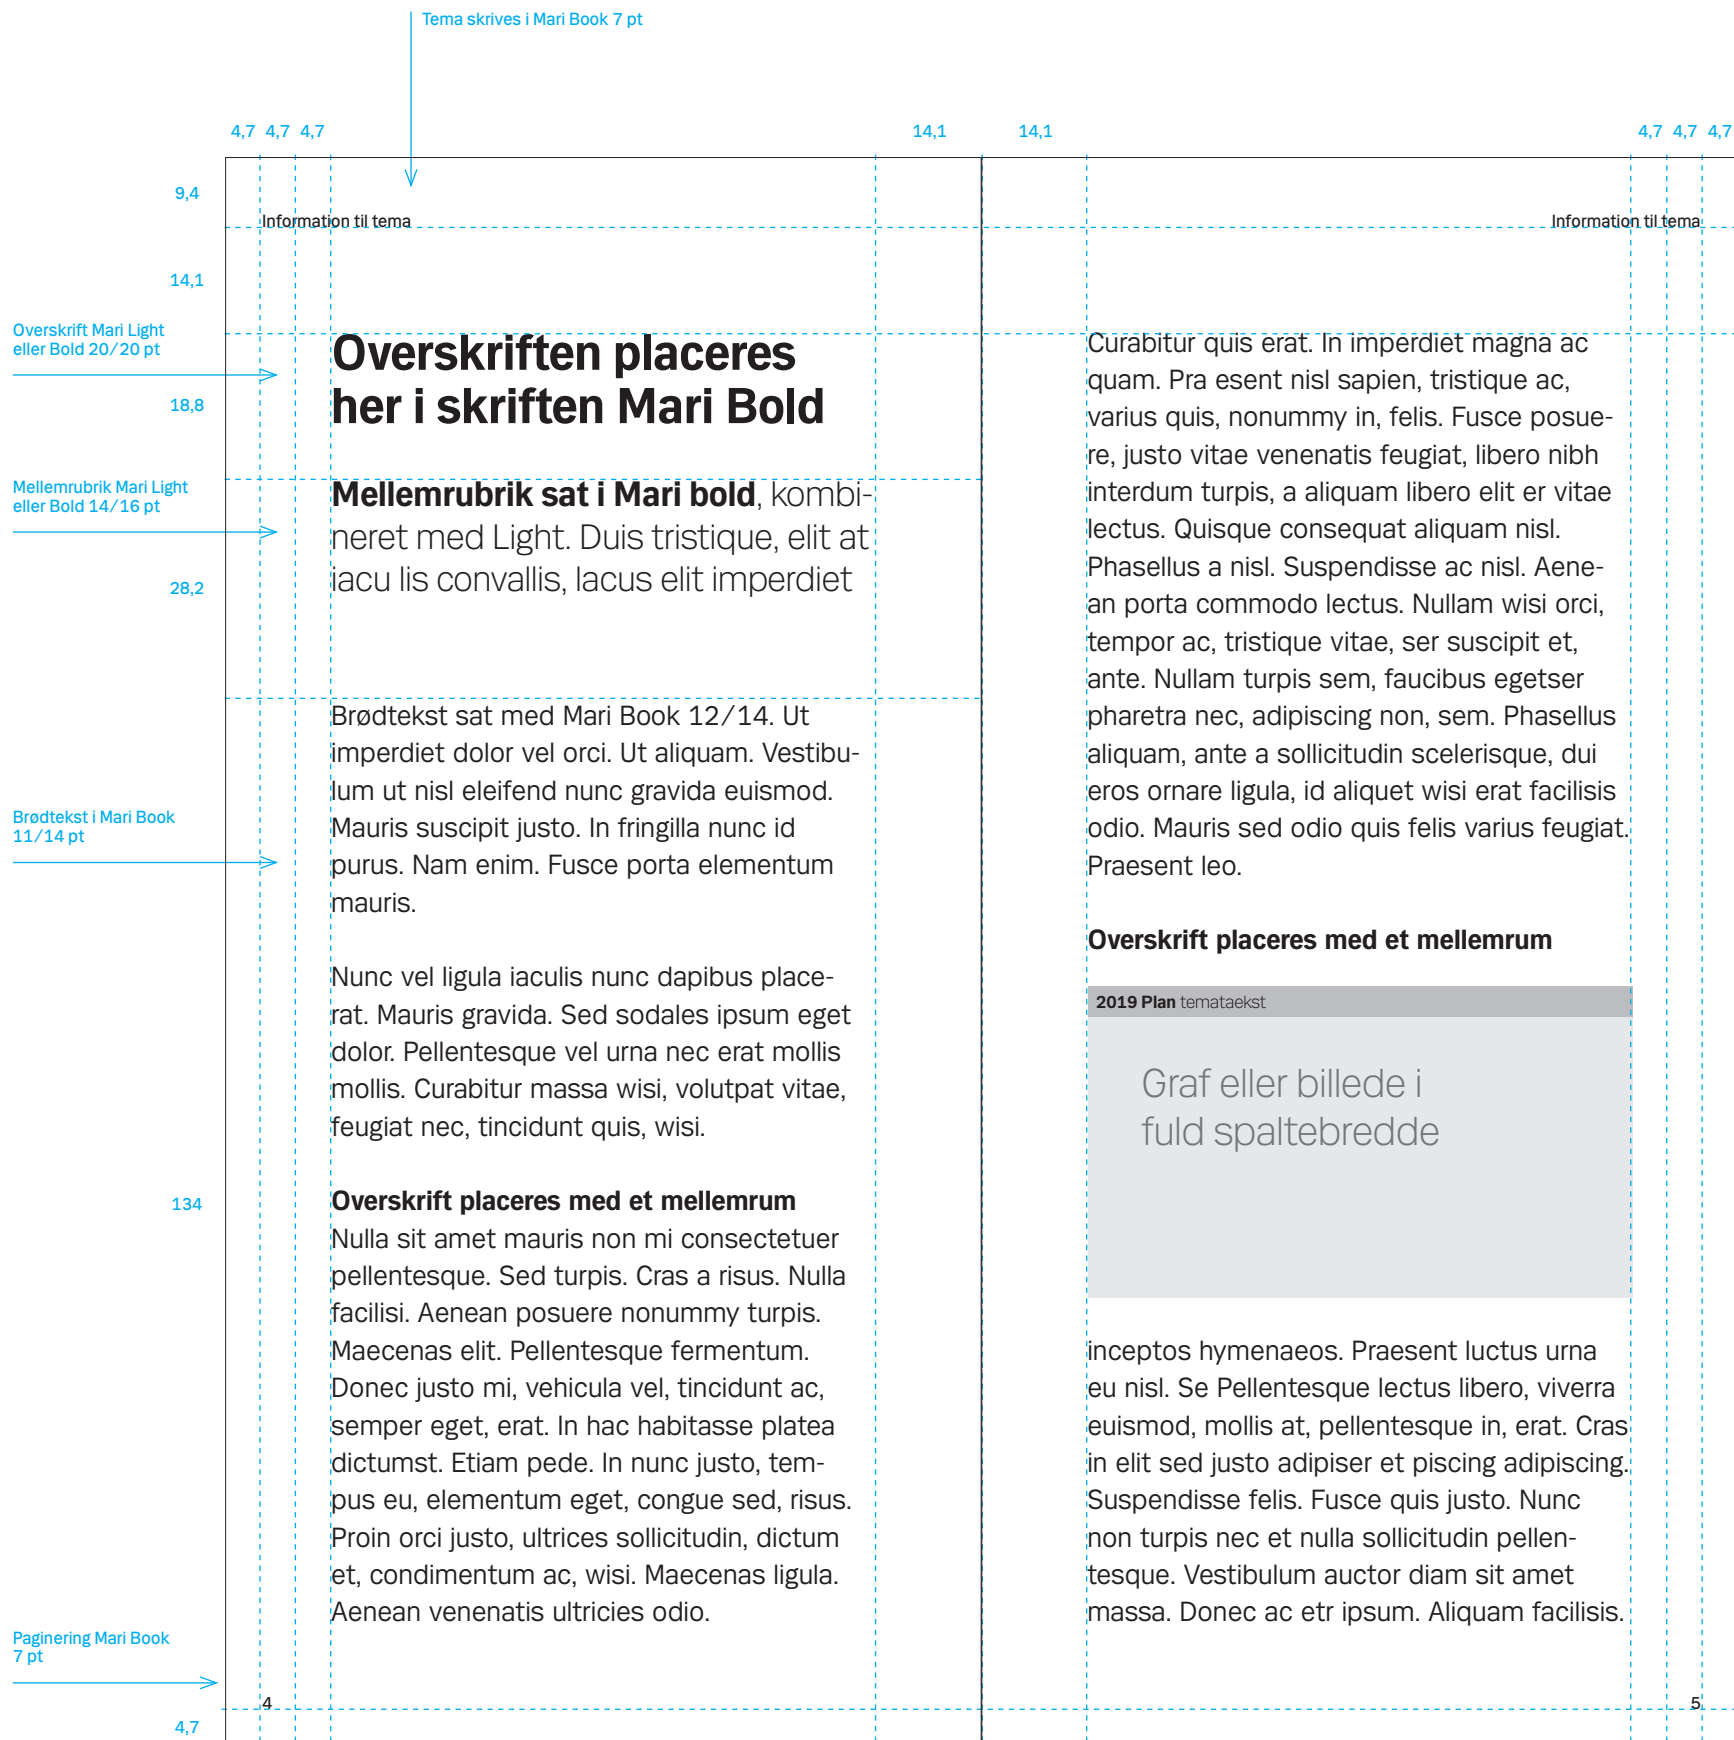 Tema skrives i Mari Book 7 pt
4,7 4,7 4,7
14,1
14,1
4,7 4,7 4,7
9,4
14,1
Overskrift Mari Light
eller Bold 20/20 pt
18,8
Mellemrubrik Mari Light
eller Bold 14/16 pt
28,2
Brødtekst i Mari Book
11/14 pt
134
Paginering Mari Book
7 pt
4,7
Information til tema
Overskriften placeres
her i skriften Mari Bold
Mellemrubrik sat i Mari bold, kombi-
neret med Light. Duis tristique, elit at
iacu lis convallis, lacus elit imperdiet
Brødtekst sat med Mari Book 12/14. Ut
imperdiet dolor vel orci. Ut aliquam. Vestibu-
lum ut nisl eleifend nunc gravida euismod.
Mauris suscipit justo. In fringilla nunc id
purus. Nam enim. Fusce porta elementum
mauris.
Nunc vel ligula iaculis nunc dapibus place-
rat. Mauris gravida. Sed sodales ipsum eget
dolor. Pellentesque vel urna nec erat mollis
mollis. Curabitur massa wisi, volutpat vitae,
feugiat nec, tincidunt quis, wisi.
Overskrift placeres med et mellemrum
Nulla sit amet mauris non mi consectetuer
pellentesque. Sed turpis. Cras a risus. Nulla
facilisi. Aenean posuere nonummy turpis.
Maecenas elit. Pellentesque fermentum.
Donec justo mi, vehicula vel, tincidunt ac,
semper eget, erat. In hac habitasse platea
dictumst. Etiam pede. In nunc justo, tem-
pus eu, elementum eget, congue sed, risus.
Proin orci justo, ultrices sollicitudin, dictum
et, condimentum ac, wisi. Maecenas ligula.
Aenean venenatis ultricies odio.
4
Information til tema
Curabitur quis erat. In imperdiet magna ac
quam. Pra esent nisl sapien, tristique ac,
varius quis, nonummy in, felis. Fusce posue-
re, justo vitae venenatis feugiat, libero nibh
interdum turpis, a aliquam libero elit er vitae
lectus. Quisque consequat aliquam nisl.
Phasellus a nisl. Suspendisse ac nisl. Aene-
an porta commodo lectus. Nullam wisi orci,
tempor ac, tristique vitae, ser suscipit et,
ante. Nullam turpis sem, faucibus egetser
pharetra nec, adipiscing non, sem. Phasellus
aliquam, ante a sollicitudin scelerisque, dui
eros ornare ligula, id aliquet wisi erat facilisis
odio. Mauris sed odio quis felis varius feugiat.
Praesent leo.
Overskrift placeres med et mellemrum
2019 Plan temataekst
Graf eller billede i
fuld spaltebredde
inceptos hymenaeos. Praesent luctus urna
eu nisl. Se Pellentesque lectus libero, viverra
euismod, mollis at, pellentesque in, erat. Cras
in elit sed justo adipiser et piscing adipiscing.
Suspendisse felis. Fusce quis justo. Nunc
non turpis nec et nulla sollicitudin pellen-
tesque. Vestibulum auctor diam sit amet
massa. Donec ac etr ipsum. Aliquam facilisis.
5